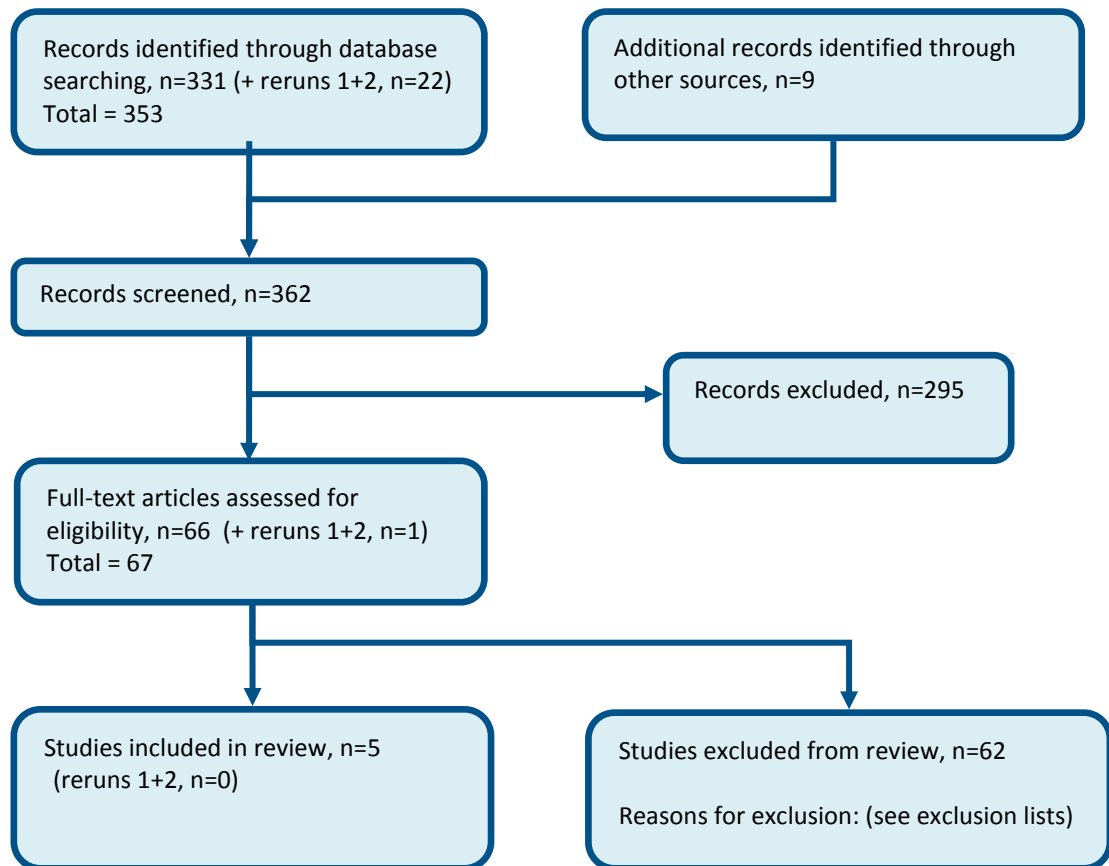 Records identified through database
searching, n=331 (+ reruns 1+2, n=22)
Total = 353
Additional records identified through
other sources, n=9
Records screened, n=362
Records excluded, n=295
Full-text articles assessed for
eligibility, n=66 (+ reruns 1+2, n=1)
Total = 67
Studies included in review, n=5
(reruns 1+2, n=0)
Studies excluded from review, n=62
Reasons for exclusion: (see exclusion lists)